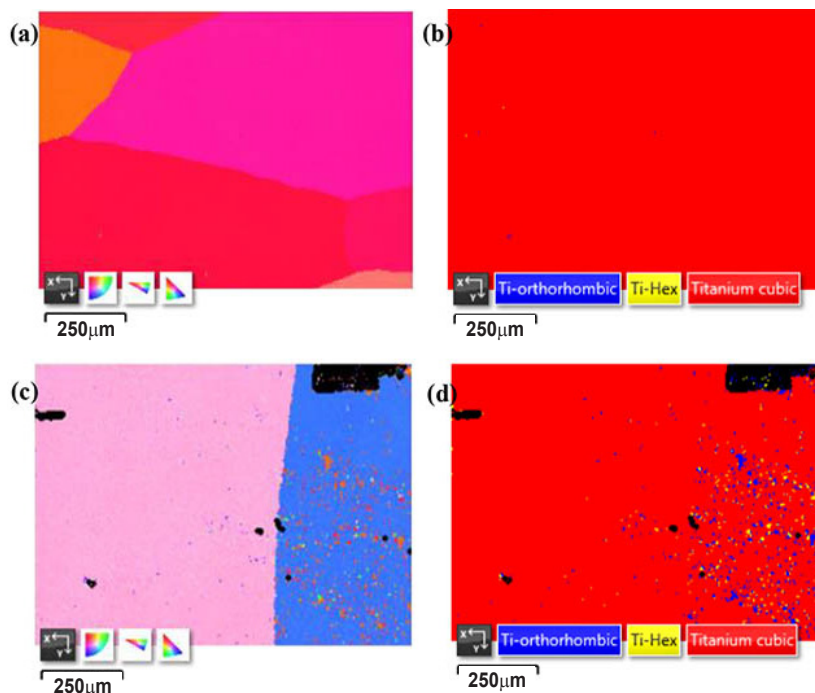 (a)
(b)
X
Y
250μm
X
Y
Ti-orthorhombic Ti-Hex Titanium cubic
250μm
(c)
(d)
X
Y
250μm
X
Y
Ti-orthorhombic Ti-Hex Titanium cubic
250μm